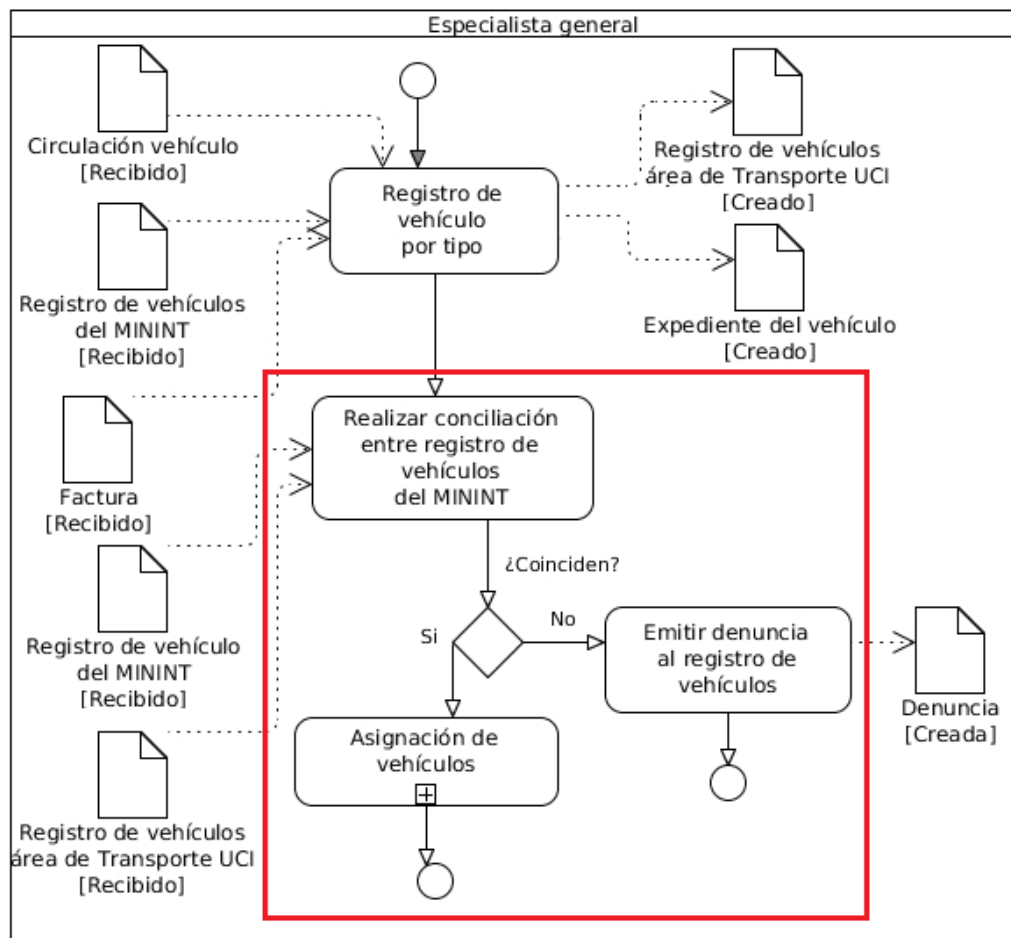 Especialista general
Circulación vehículo
[Recibido]
Registro de
vehículo
por tipo
Registro de vehículos
área de Transporte UCI
[Creado]
Registro de vehículos
del MININT
[Recibido]
Expediente del vehículo
[Creado]
Factura
[Recibido]
Realizar conciliación
entre registro de
vehículos
del MININT
¿Coinciden?
Si
No
Registro de vehículo
del MININT
[Recibido]
Emitir denuncia
al registro de
vehículos
Denuncia
[Creada]
Asignación de
vehículos
Registro de vehículos
área de Transporte UCI
[Recibido]